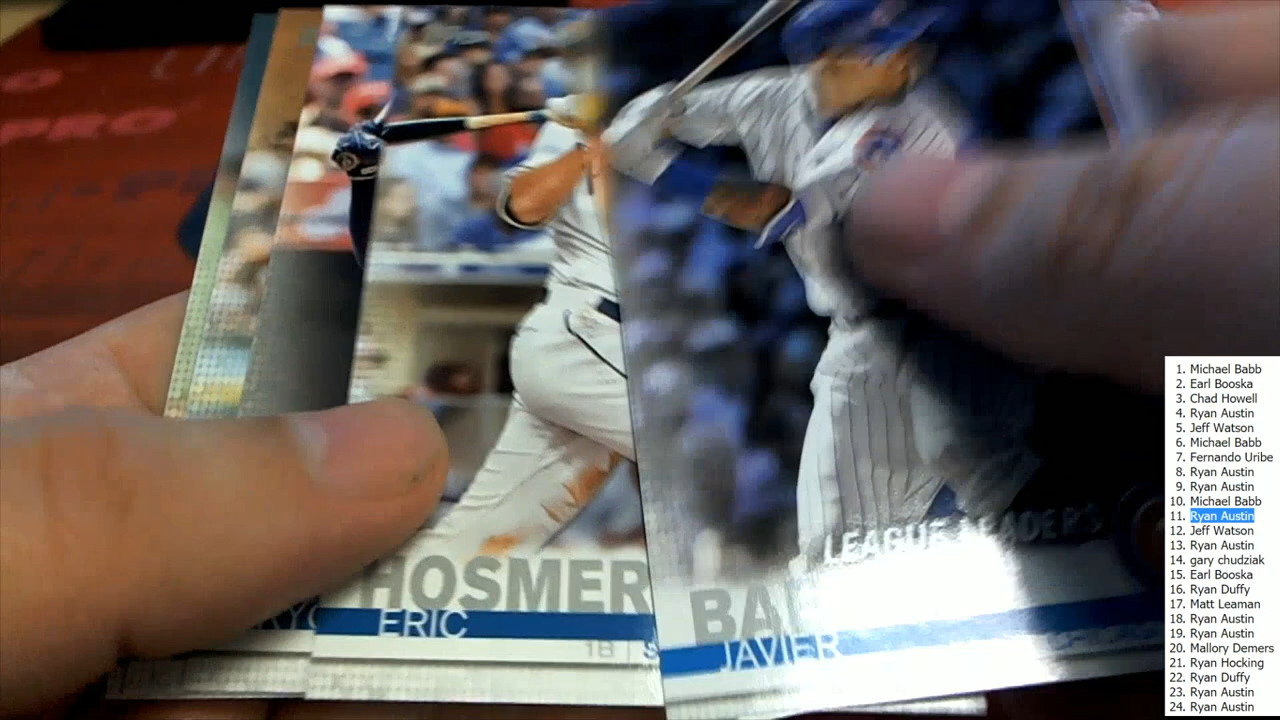 PRO
PRO
HOSMER
ERIC
1B
LEAGUE LEADERS
JAVIER
1. Michael Babb
2. Earl Booska
3. Chad Howell
4. Ryan Austin
5. Jeff Watson
6. Michael Babb
7. Fernando Uribe
8. Ryan Austin
9. Ryan Austin
10. Michael Babb
11. Ryan Austin
12. Jeff Watson
13. Ryan Austin
14. gary chudziak
15. Earl Booska
16. Ryan Duffy
17. Matt Leaman
18. Ryan Austin
19. Ryan Austin
20. Mallory Demers
21. Ryan Hocking
22. Ryan Duffy
23. Ryan Austin
24. Ryan Austin